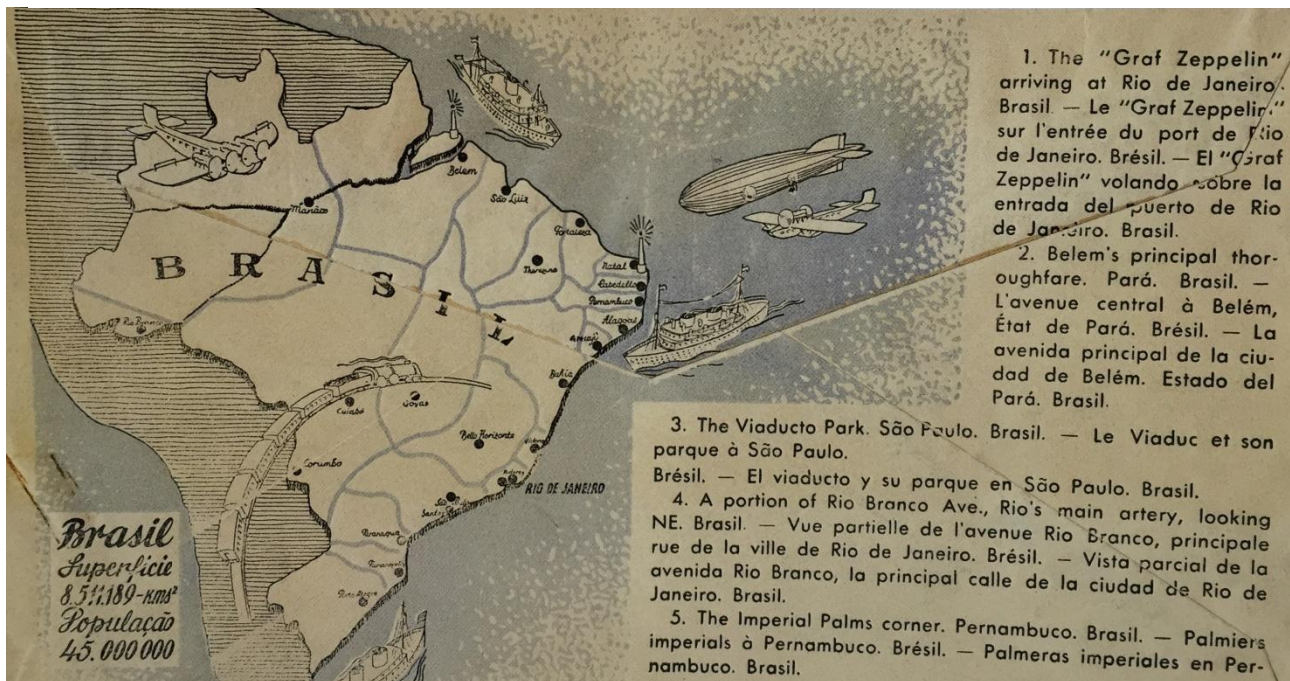 BRASIL
Manáos
Belem
São Luiz
Fortaleza
Natal
Cabedillo
Pernambuco
Alagoas
Bahia
Cuiabá
Goyas
Bello Horizonte
Corumba
RIO DE JANEIRO
Santos
Porto Alegre
Brasil
Superficie
8.511.189-kms²
População
45.000000
1. The "Graf Zeppelin"
arriving at Rio de Janeiro.
Brasil. — Le "Graf Zeppelin"
sur l'entrée du port de Rio
de Janeiro. Brésil. — El "Graf
Zeppelin" volando sobre la
entrada del puerto de Rio
de Janeiro. Brasil.
2. Belem's principal thor-
oughfare. Pará. Brasil. —
L'avenue central à Belém,
État de Pará. Brésil. — La
avenida principal de la ciu-
dad de Belém. Estado del
Pará. Brasil.
3. The Viaducto Park. São Paulo. Brasil. — Le Viaduc et son
parque à São Paulo.
Brésil. — El viaducto y su parque en São Paulo. Brasil.
4. A portion of Rio Branco Ave., Rio's main artery, looking
NE. Brasil. — Vue partielle de l'avenue Rio Branco, principale
rue de la ville de Rio de Janeiro. Brésil. — Vista parcial de la
avenida Rio Branco, la principal calle de la ciudad de Rio de
Janeiro. Brasil.
5. The Imperial Palms corner. Pernambuco. Brasil. — Palmiers
imperials à Pernambuco. Brésil. — Palmeras imperiales en Per-
nambuco. Brasil.